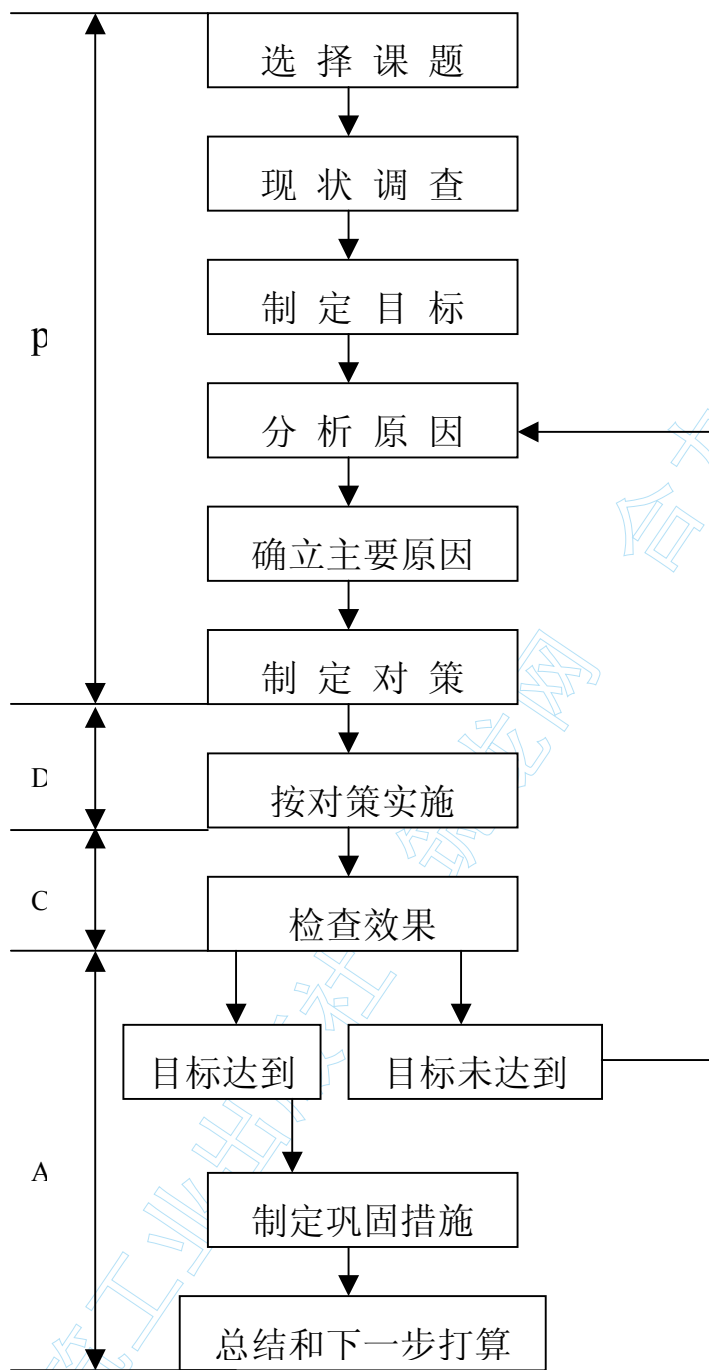 选择课题
现状调查
制定目标
p
分析原因
确立主要原因
制定对策
D
按对策实施
C
检查效果
目标达到
目标未达到
A
制定巩固措施
总结和下一步打算